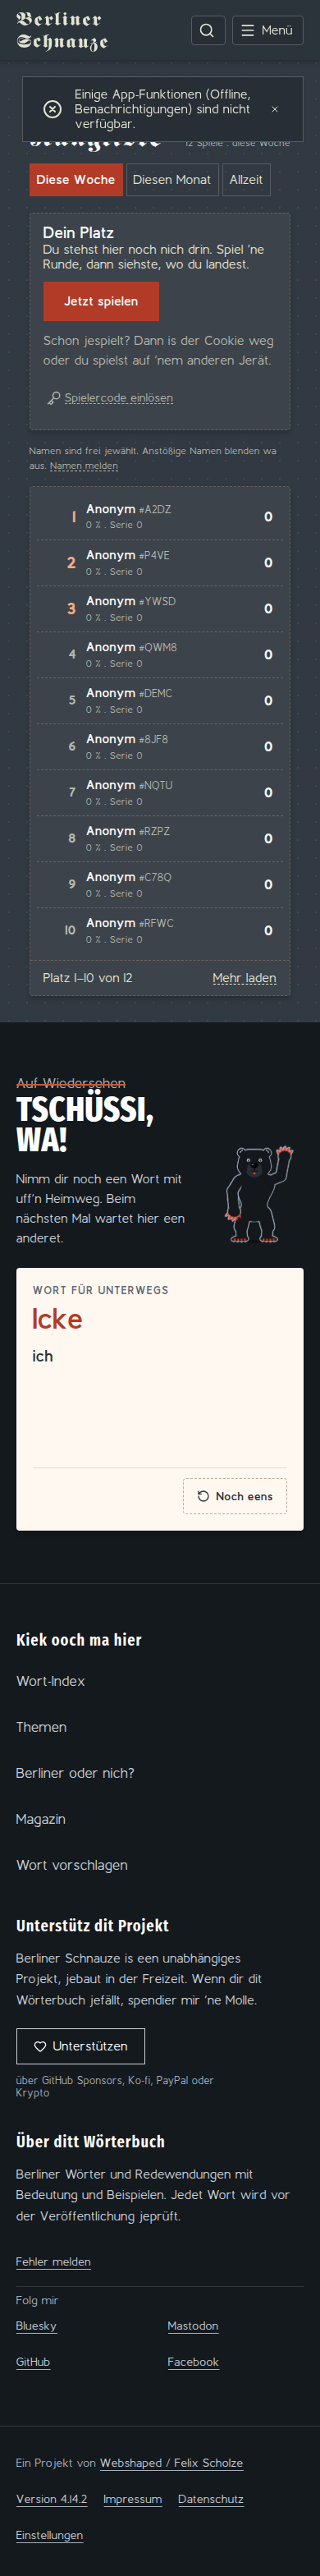 Berliner
Schnauze
Menü
Einige App-Funktionen (Offline,
Benachrichtigungen) sind nicht
verfügbar.
12 Spiele . diese Woche
Diese Woche
Diesen Monat
Allzeit
Dein Platz
Du stehst hier noch nich drin. Spiel ’ne
Runde, dann siehste, wo du landest.
Jetzt spielen
Schon jespielt? Dann is der Cookie weg
oder du spielst auf ’nem anderen Jerät.
Spielercode einlösen
Namen sind frei jewählt. Anstößige Namen blenden wa
aus. Namen melden
1 Anonym #A2DZ 0
0 % . Serie 0
2 Anonym #P4VE 0
0 % . Serie 0
3 Anonym #YWSD 0
0 % . Serie 0
4 Anonym #QWM8 0
0 % . Serie 0
5 Anonym #DEMC 0
0 % . Serie 0
6 Anonym #8JF8 0
0 % . Serie 0
7 Anonym #NQTU 0
0 % . Serie 0
8 Anonym #RZPZ 0
0 % . Serie 0
9 Anonym #C78Q 0
0 % . Serie 0
10 Anonym #RFWC 0
0 % . Serie 0
Platz 1–10 von 12
Mehr laden
Auf Wiedersehen
TSCHÜSSI,
WA!
Nimm dir noch een Wort mit
uff’n Heimweg. Beim
nächsten Mal wartet hier een
anderet.
WORT FÜR UNTERWEGS
Icke
ich
Noch eens
Kiek ooch ma hier
Wort-Index
Themen
Berliner oder nich?
Magazin
Wort vorschlagen
Unterstütz dit Projekt
Berliner Schnauze is een unabhängiges
Projekt, jebaut in der Freizeit. Wenn dir dit
Wörterbuch jefällt, spendier mir ’ne Molle.
Unterstützen
über GitHub Sponsors, Ko-fi, PayPal oder
Krypto
Über ditt Wörterbuch
Berliner Wörter und Redewendungen mit
Bedeutung und Beispielen. Jedet Wort wird vor
der Veröffentlichung jeprüft.
Fehler melden
Folg mir
Bluesky
Mastodon
GitHub
Facebook
Ein Projekt von Webshaped / Felix Scholze
Version 4.14.2
Impressum
Datenschutz
Einstellungen